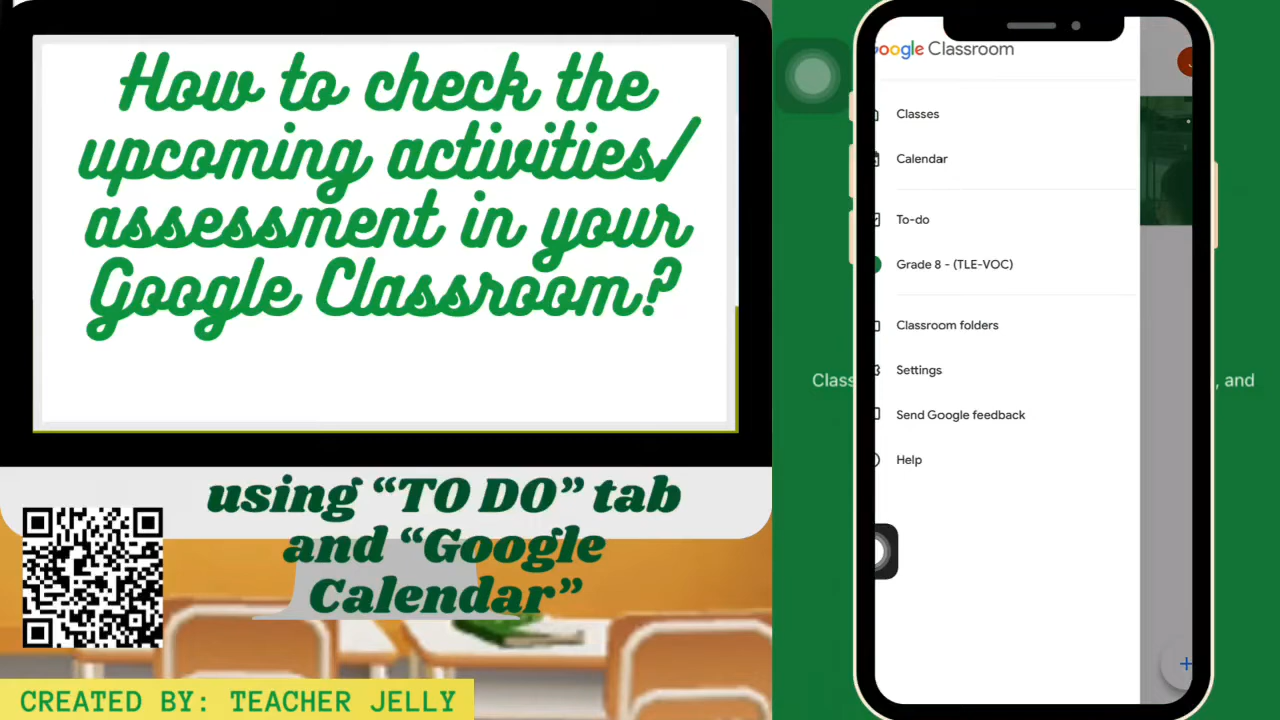 How to check the
upcoming activities/
assessment in your
Google Classroom?
using “TO DO” tab
and “Google
Calendar”
CREATED BY: TEACHER JELLY
Google Classroom
Classes
Calendar
To-do
Grade 8 - (TLE-VOC)
Classroom folders
Settings
Send Google feedback
Help
Class
, and